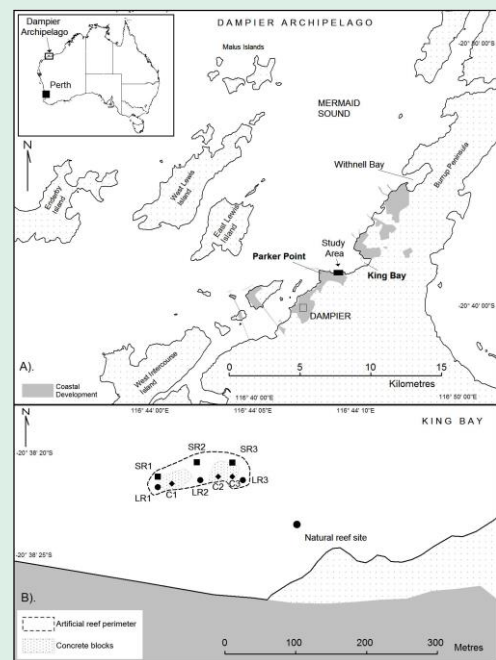 DAMPIER ARCHIPELAGO
Dampier
Archipelago
Perth
Malus Islands
-20° 50' 00"S
MERMAID
SOUND
N
Withnell Bay
Burrup Peninsula
Enderby
Island
West Lewis
Island
East Lewis
Island
Study
Area
Parker Point
King Bay
-20° 40' 00"S
DAMPIER
West Intercourse
Island
A).
0 5 10 15
Kilometres
Coastal
Development
116° 40' 00"E
116° 50' 00"E
116° 44' 00"E
116° 44' 05"E
116° 44' 10"E
N
KING BAY
-20° 38' 20"S
SR1
SR2
SR3
LR1
C1
LR2
C2
C3
LR3
Natural reef site
-20° 38' 25"S
B).
Artificial reef perimeter
Concrete blocks
0 100 200 300
Metres